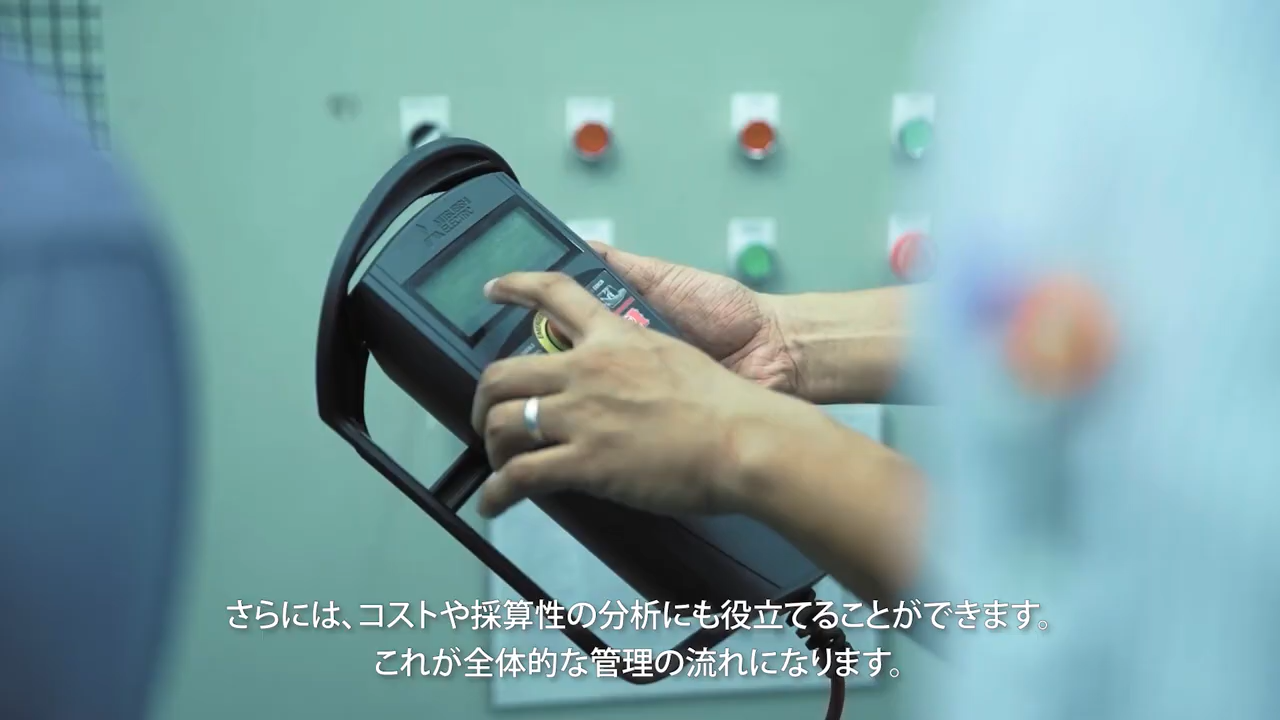 MITSUBISHI
ELECTRIC
さらには、コストや採算性の分析にも役立てることができます。
これが全体的な管理の流れになります。